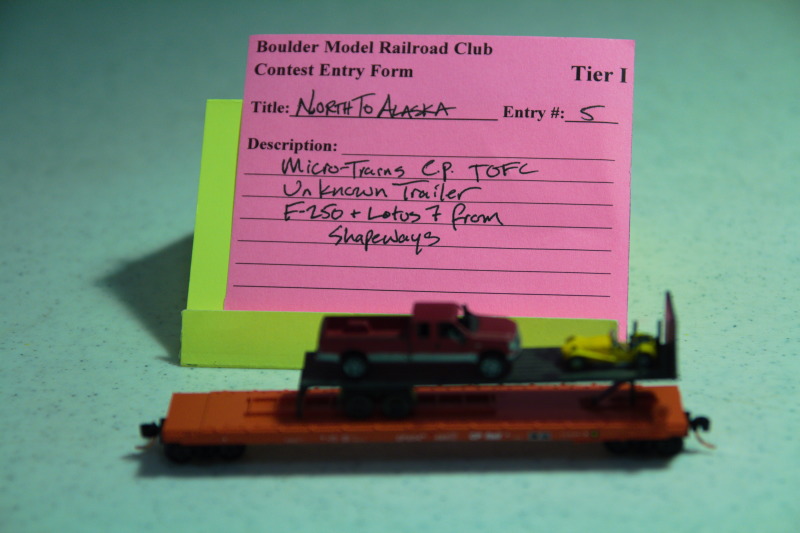 Boulder Model Railroad Club
Contest Entry Form
Tier I
Title: North To Alaska Entry #: 5
Description:
Micro-Trains C.P. TOFC
Unknown Trailer
F-250 + Lotus 7 from
Shapeways